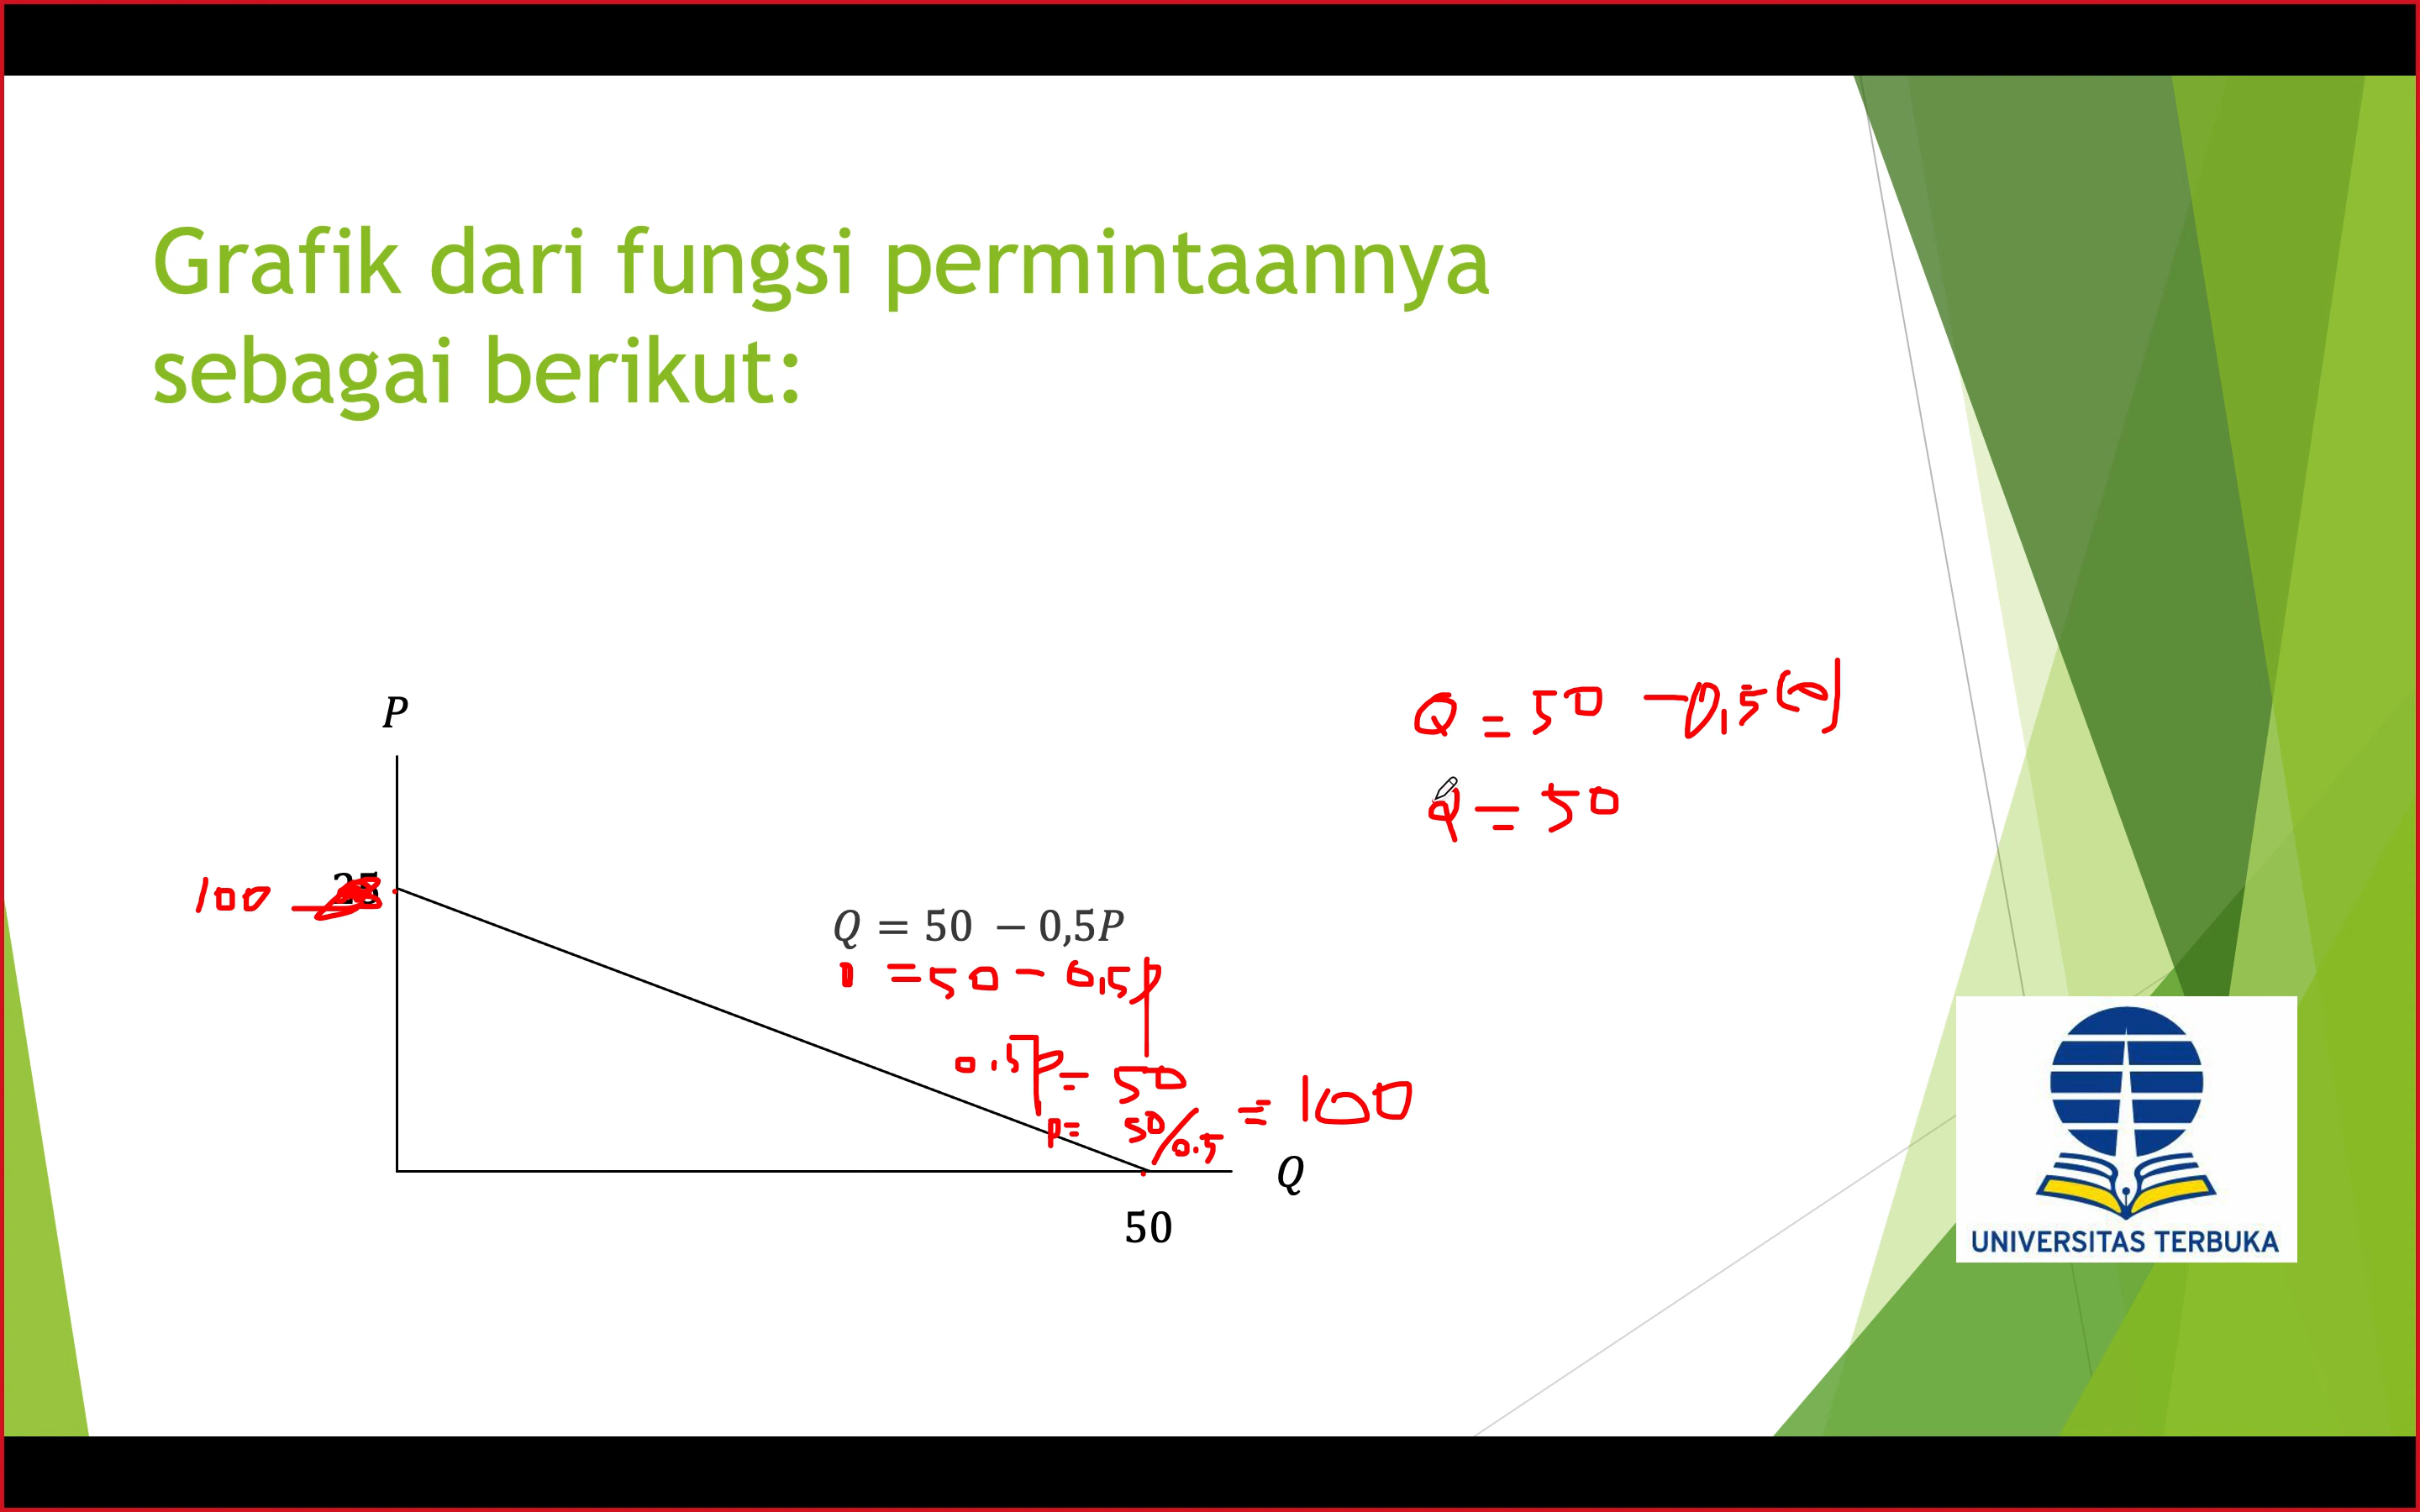 Grafik dari fungsi permintaannya
sebagai berikut:
P
Q = 50 - 0,5(0)
Q = 50
100
Q = 50 − 0,5P
0 = 50 - 0,5P
0.5P = 50
P = 50/0.5 = 100
Q
50
UNIVERSITAS TERBUKA